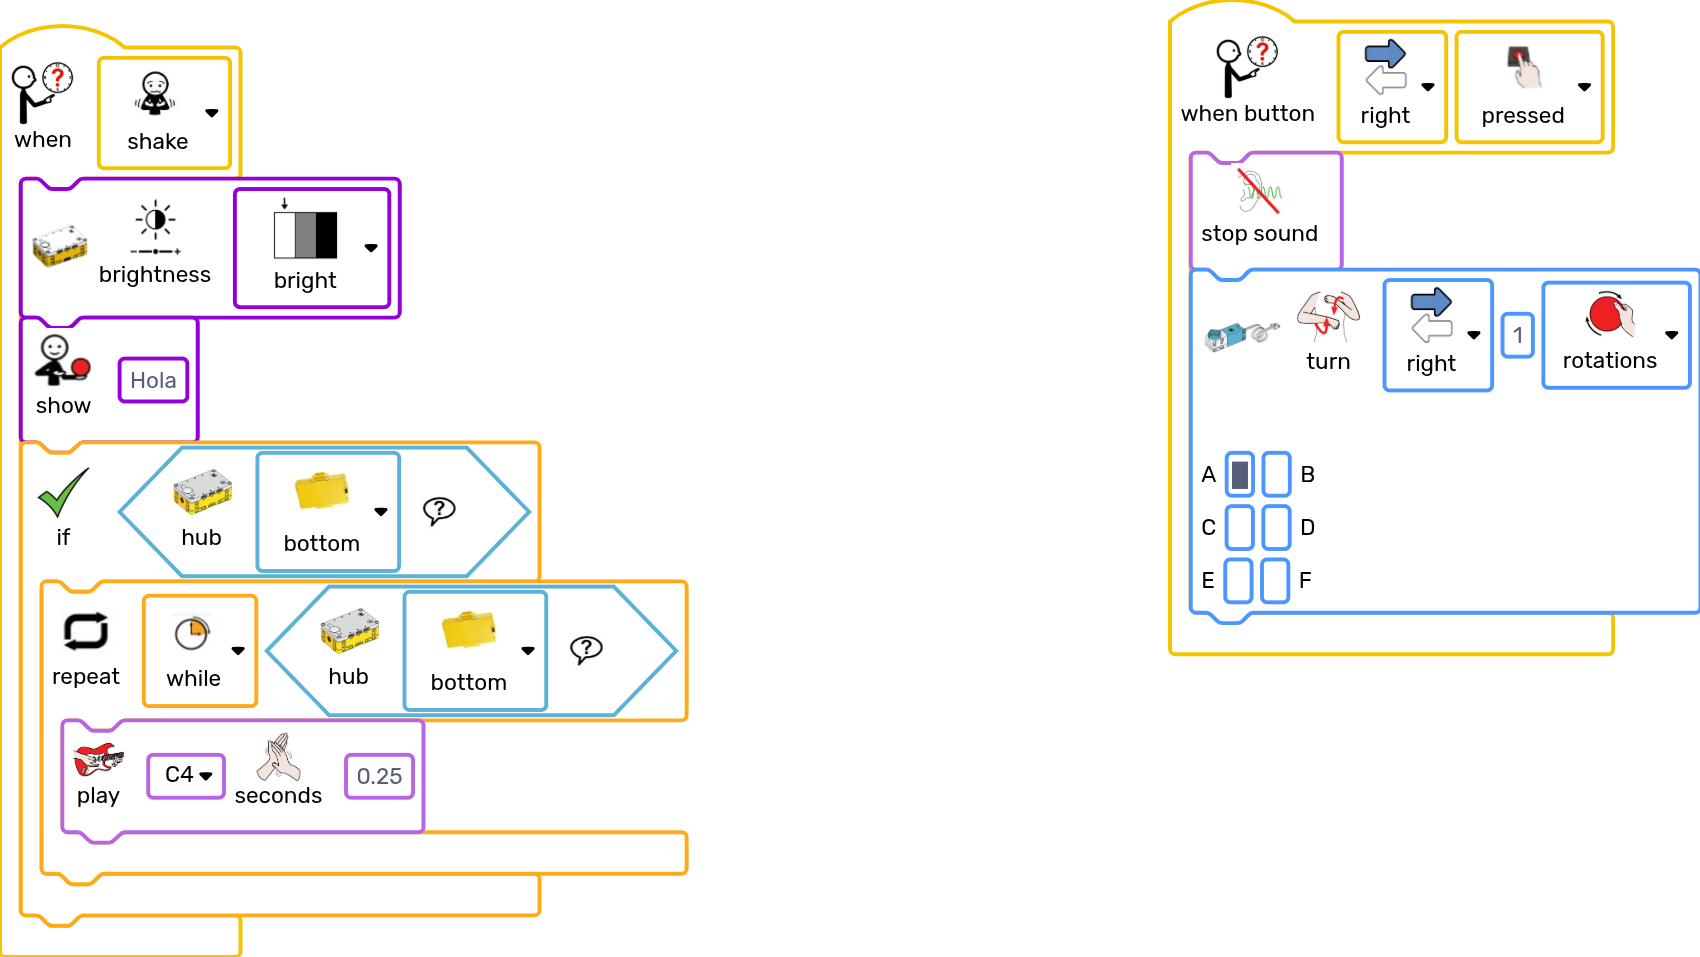 when shake
brightness bright
show Hola
if hub bottom ?
repeat while hub bottom ?
play C4 seconds 0.25
when button right pressed
stop sound
turn right 1 rotations
A B
C D
E F